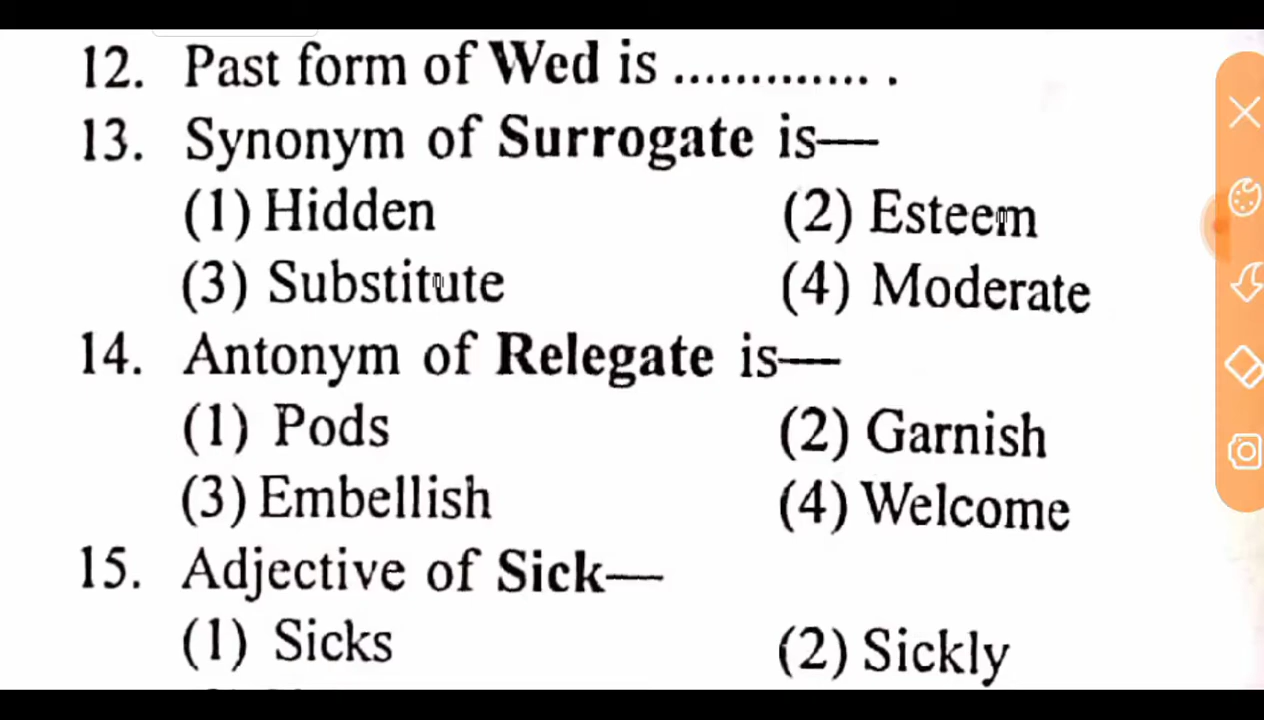 12. Past form of Wed is ............. .
13. Synonym of Surrogate is—
(1) Hidden (2) Esteem
(3) Substitute (4) Moderate
14. Antonym of Relegate is—
(1) Pods (2) Garnish
(3) Embellish (4) Welcome
15. Adjective of Sick—
(1) Sicks (2) Sickly